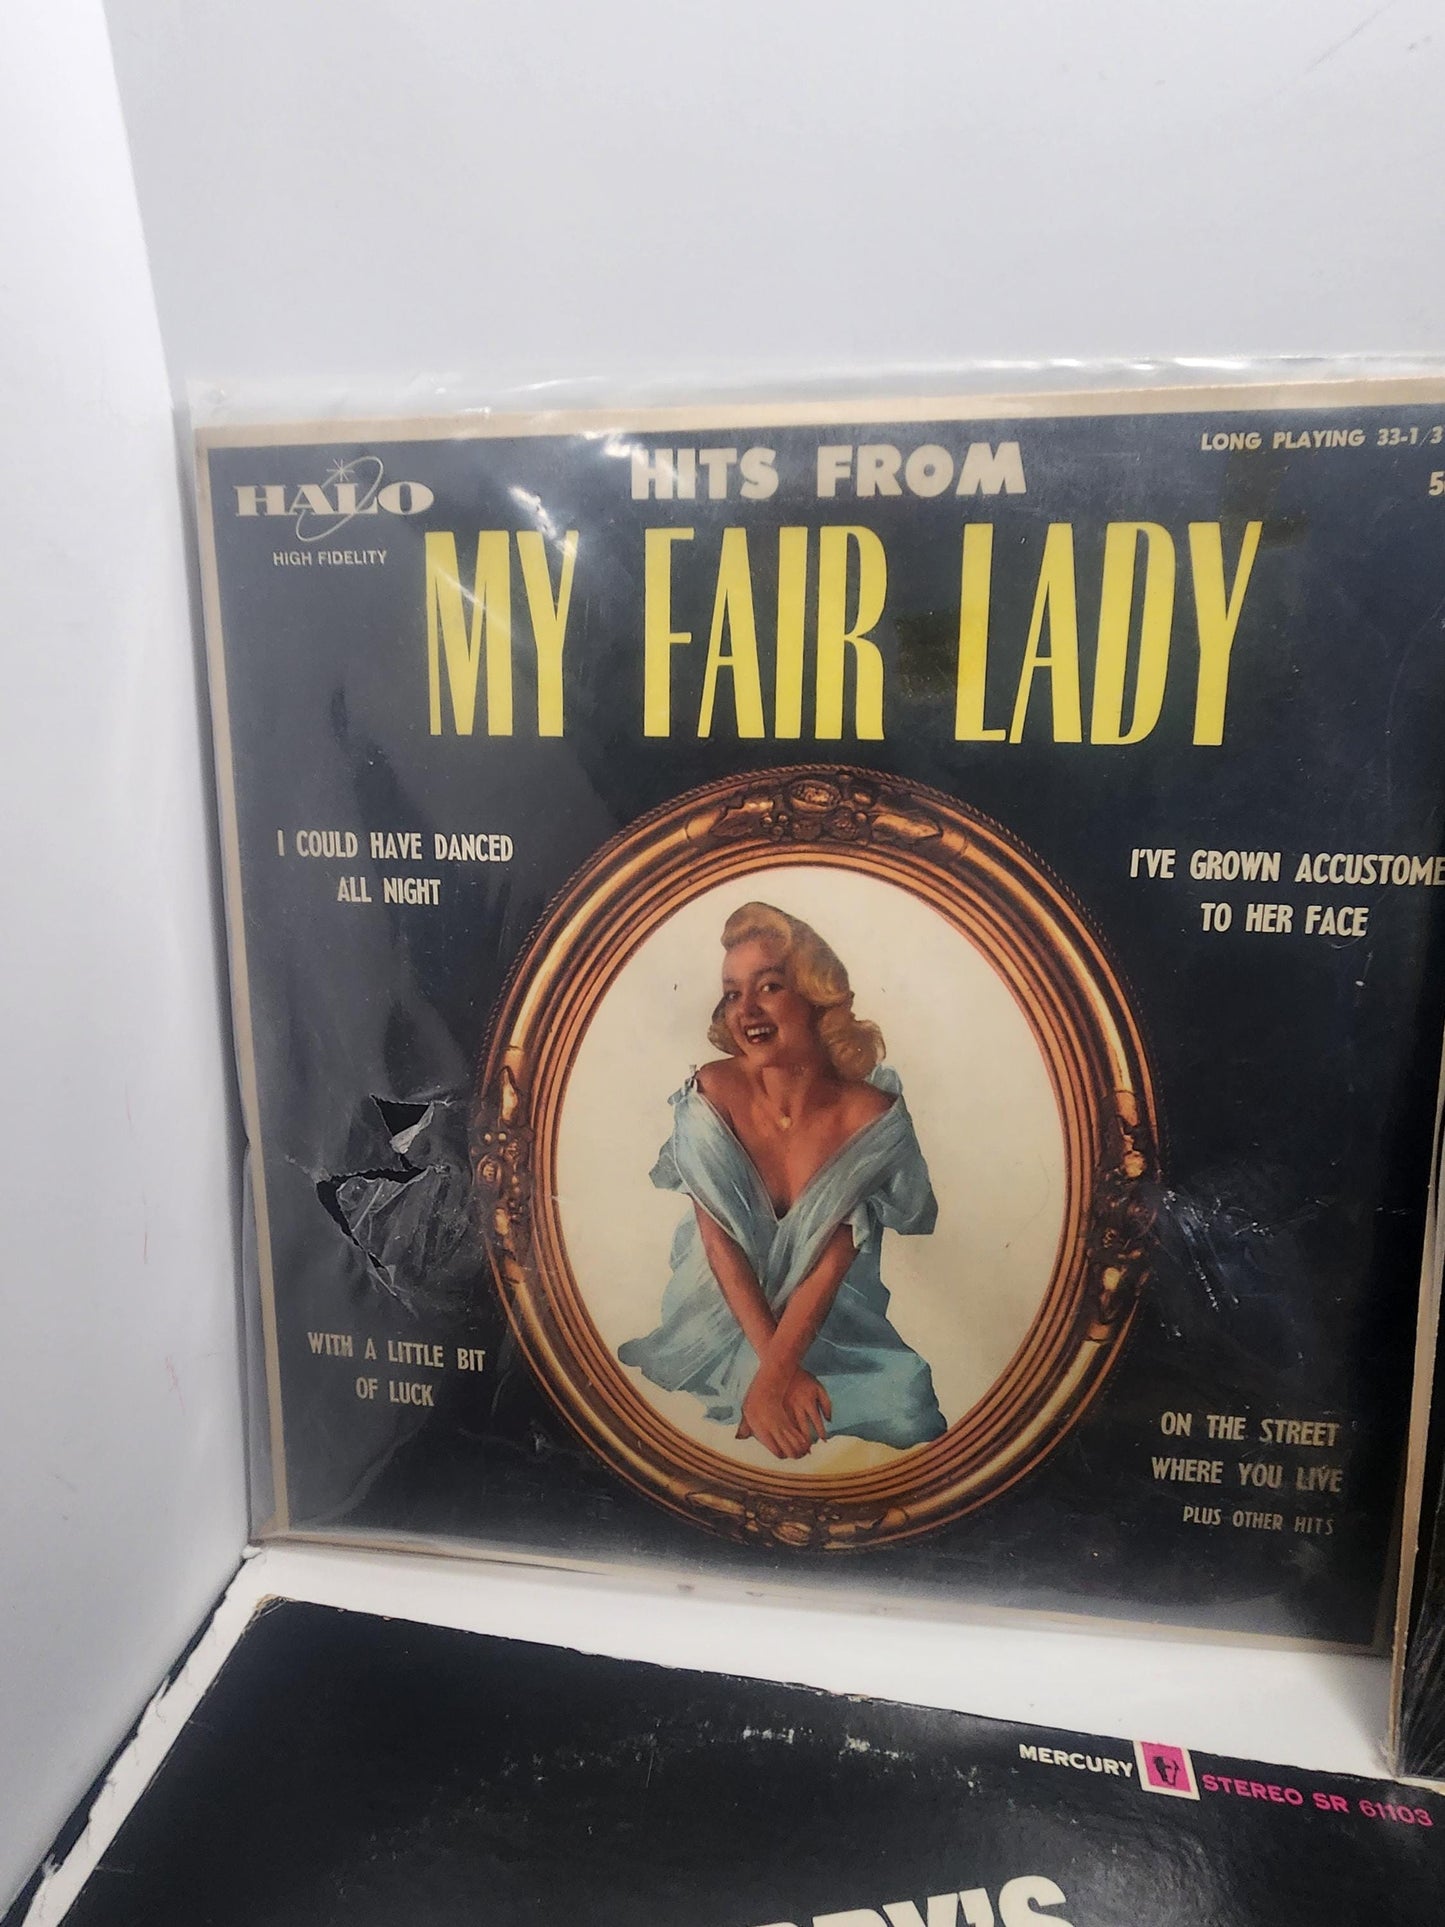 HALO
HIGH FIDELITY
HITS FROM
LONG PLAYING 33-1/3
5
MY FAIR LADY
I COULD HAVE DANCED
ALL NIGHT
I'VE GROWN ACCUSTOME
TO HER FACE
WITH A LITTLE BIT
OF LUCK
ON THE STREET
WHERE YOU LIVE
PLUS OTHER HITS
MERCURY
STEREO SR 61103